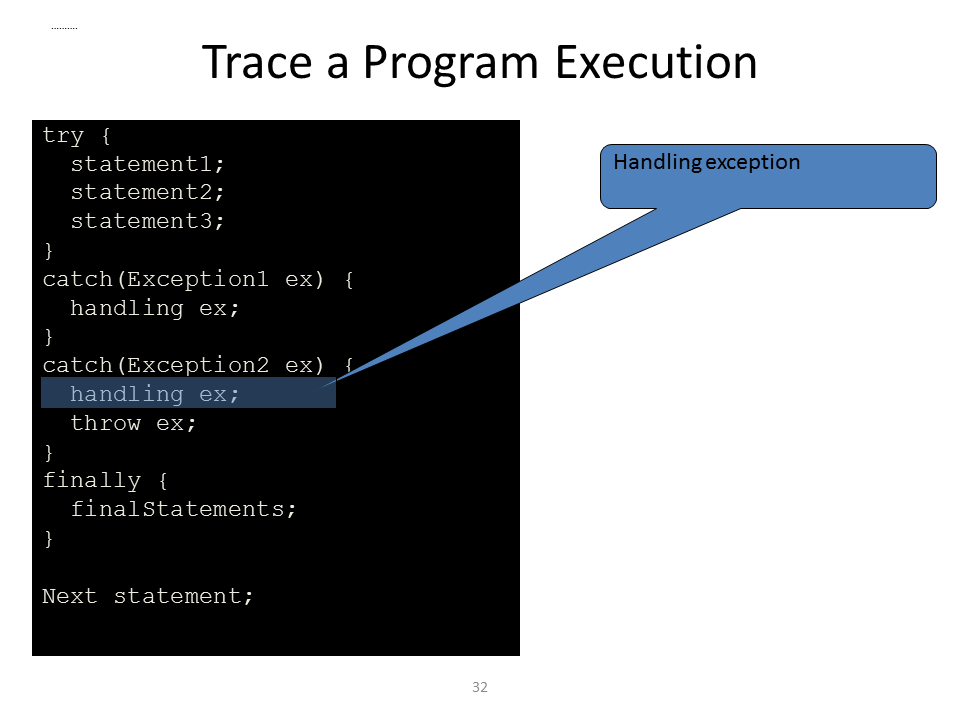 ..........
Trace a Program Execution
try {
  statement1;
  statement2;
  statement3;
}
catch(Exception1 ex) {
  handling ex;
}
catch(Exception2 ex) {
  handling ex;
  throw ex;
}
finally {
  finalStatements;
}
Next statement;
Handling exception
32